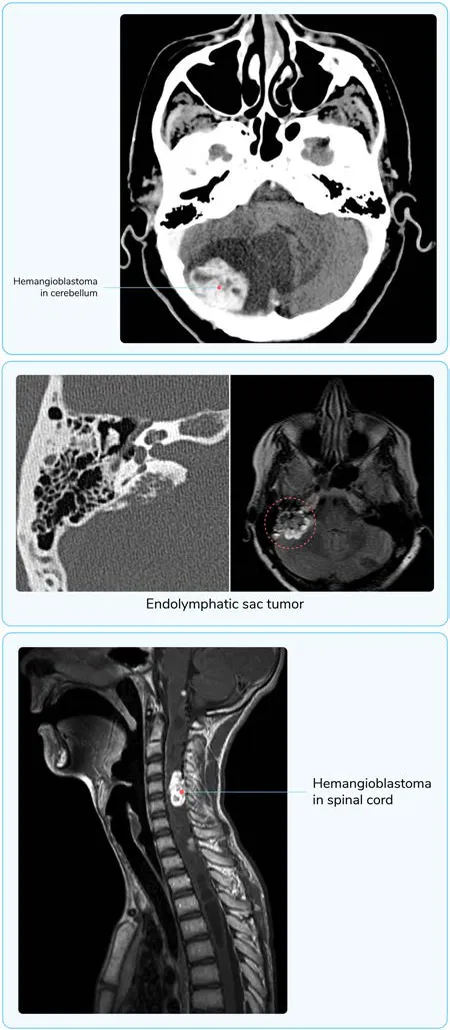 Hemangioblastoma
in cerebellum
Endolymphatic sac tumor
Hemangioblastoma
in spinal cord